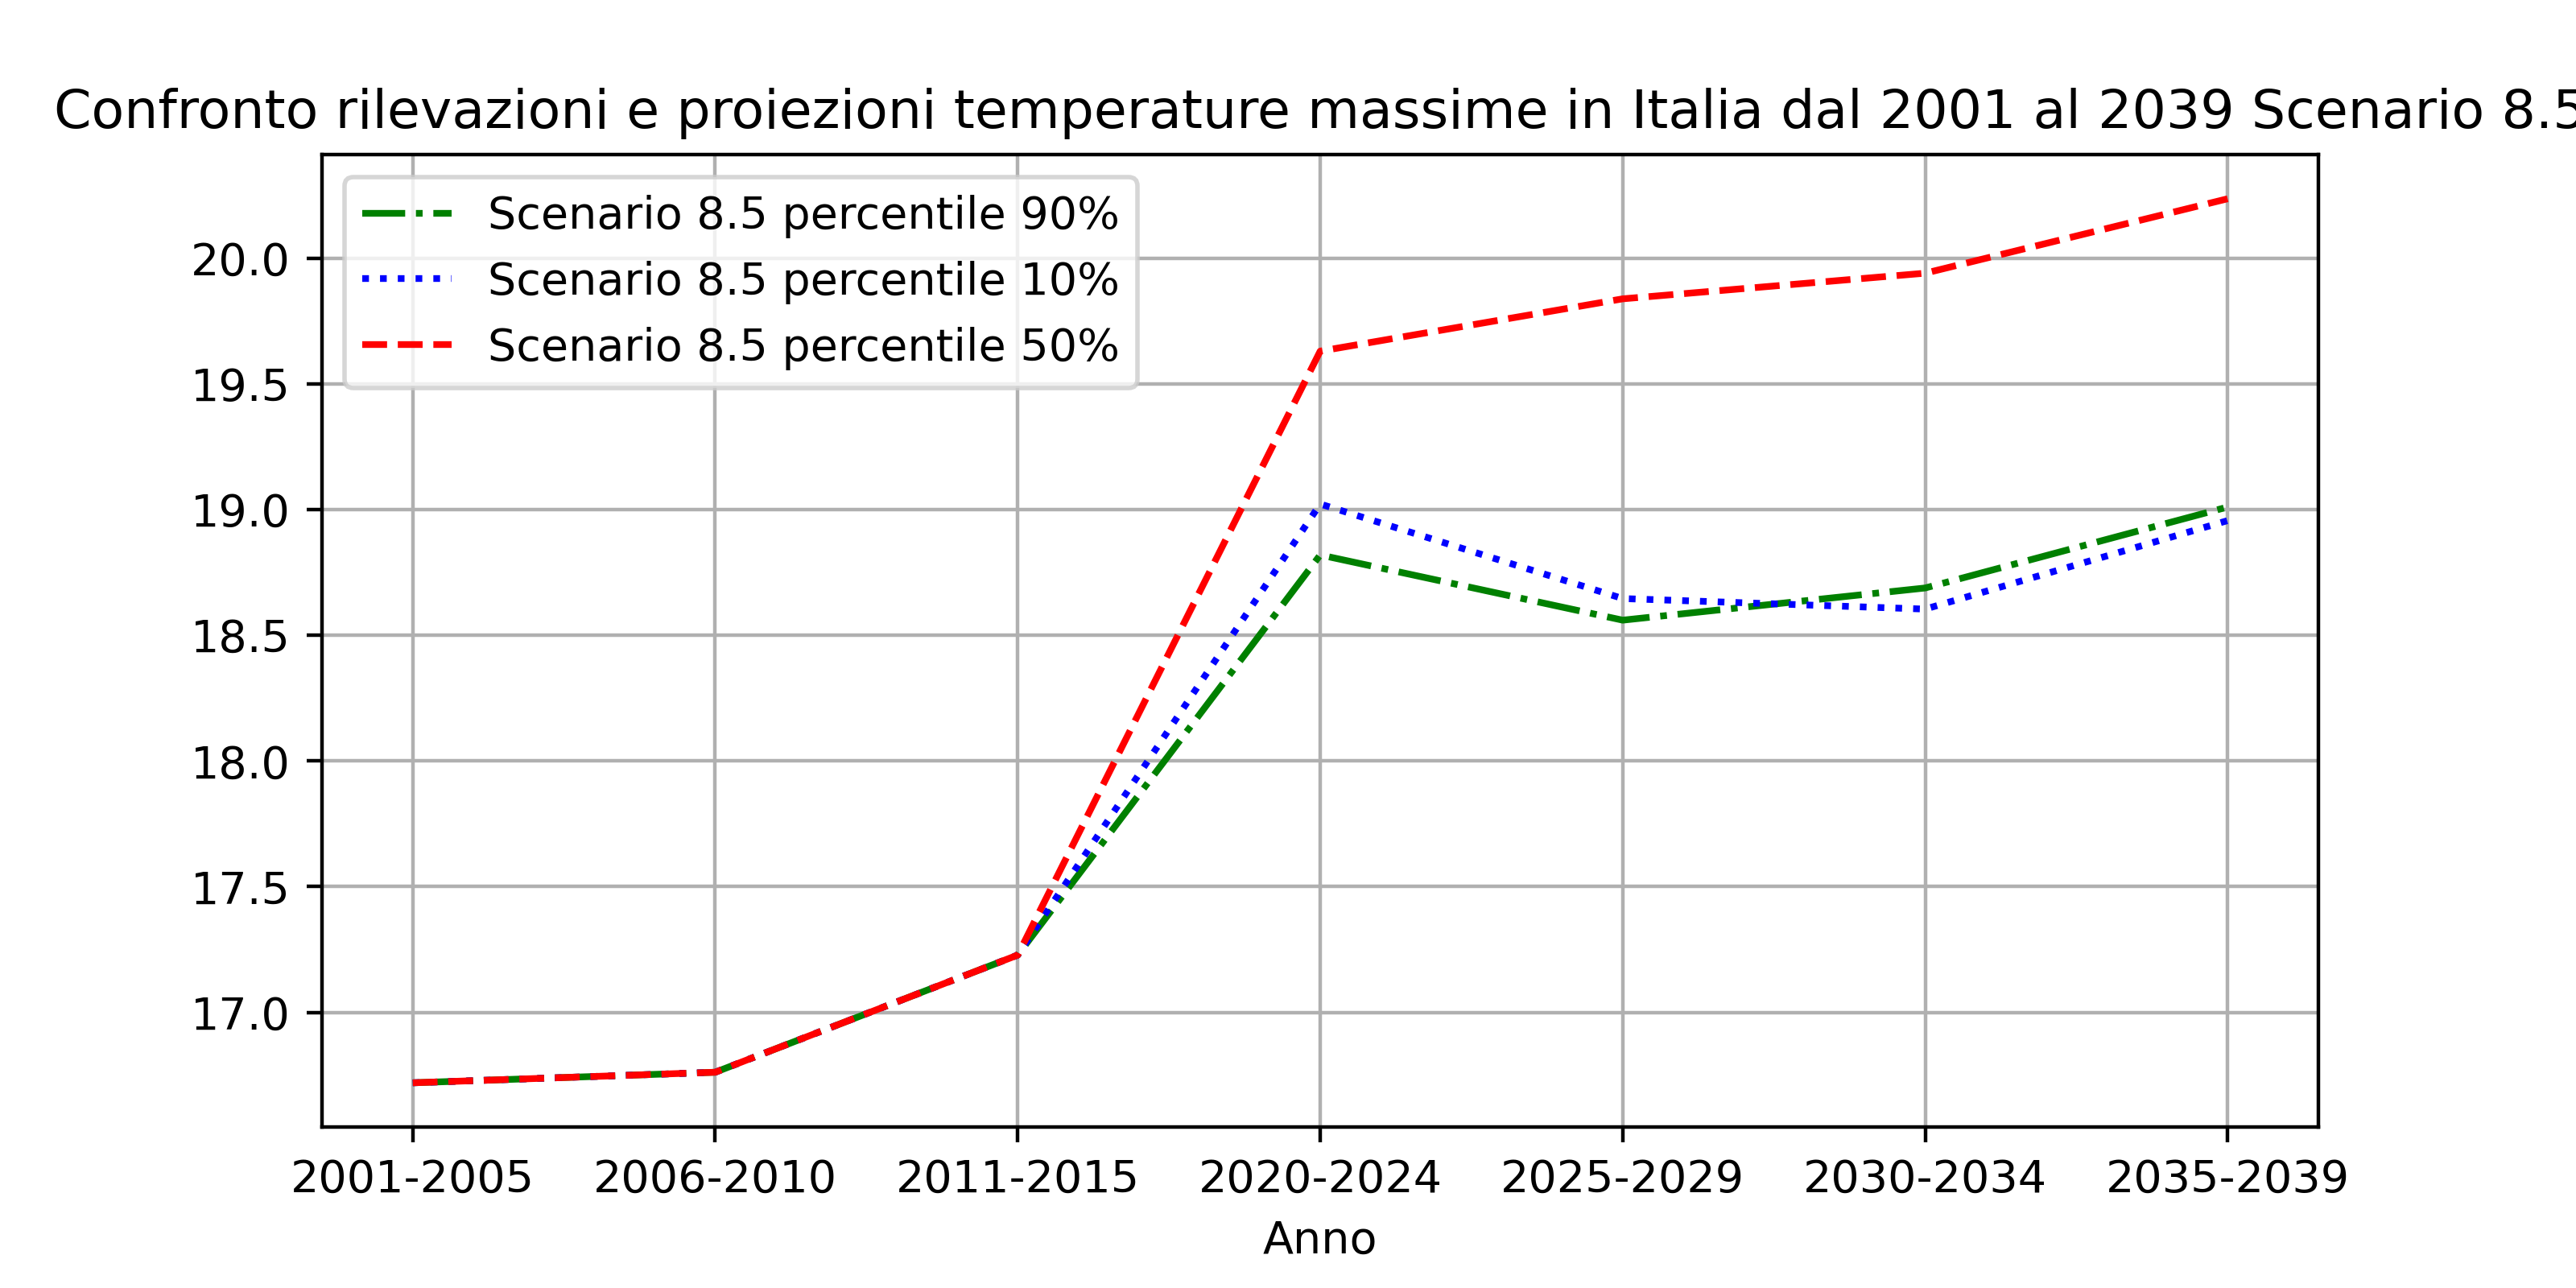 Confronto rilevazioni e proiezioni temperature massime in Italia dal 2001 al 2039 Scenario 8.5
Scenario 8.5 percentile 90%
Scenario 8.5 percentile 10%
Scenario 8.5 percentile 50%
20.0
19.5
19.0
18.5
18.0
17.5
17.0
2001-2005 2006-2010 2011-2015 2020-2024 2025-2029 2030-2034 2035-2039
Anno